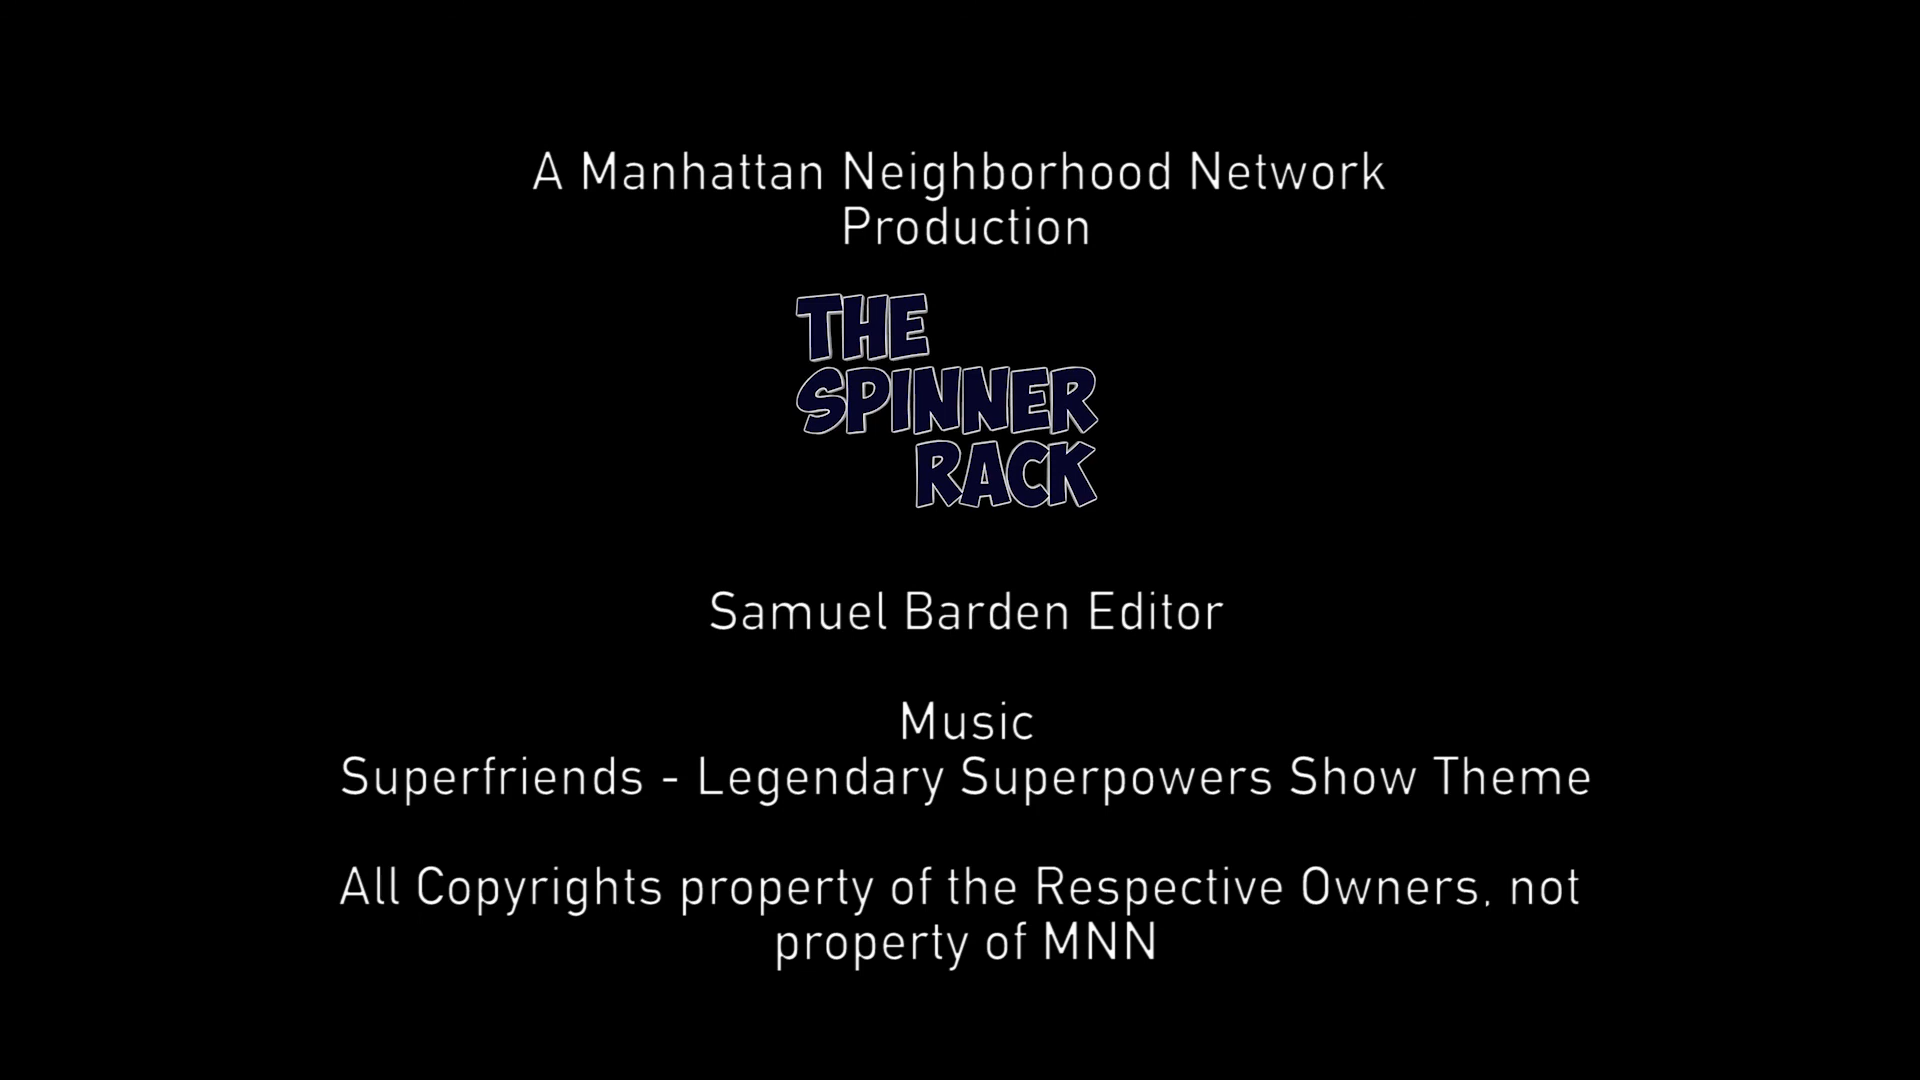 A Manhattan Neighborhood Network
Production
THE
SPINNER
RACK
Samuel Barden Editor
Music
Superfriends - Legendary Superpowers Show Theme
All Copyrights property of the Respective Owners, not
property of MNN